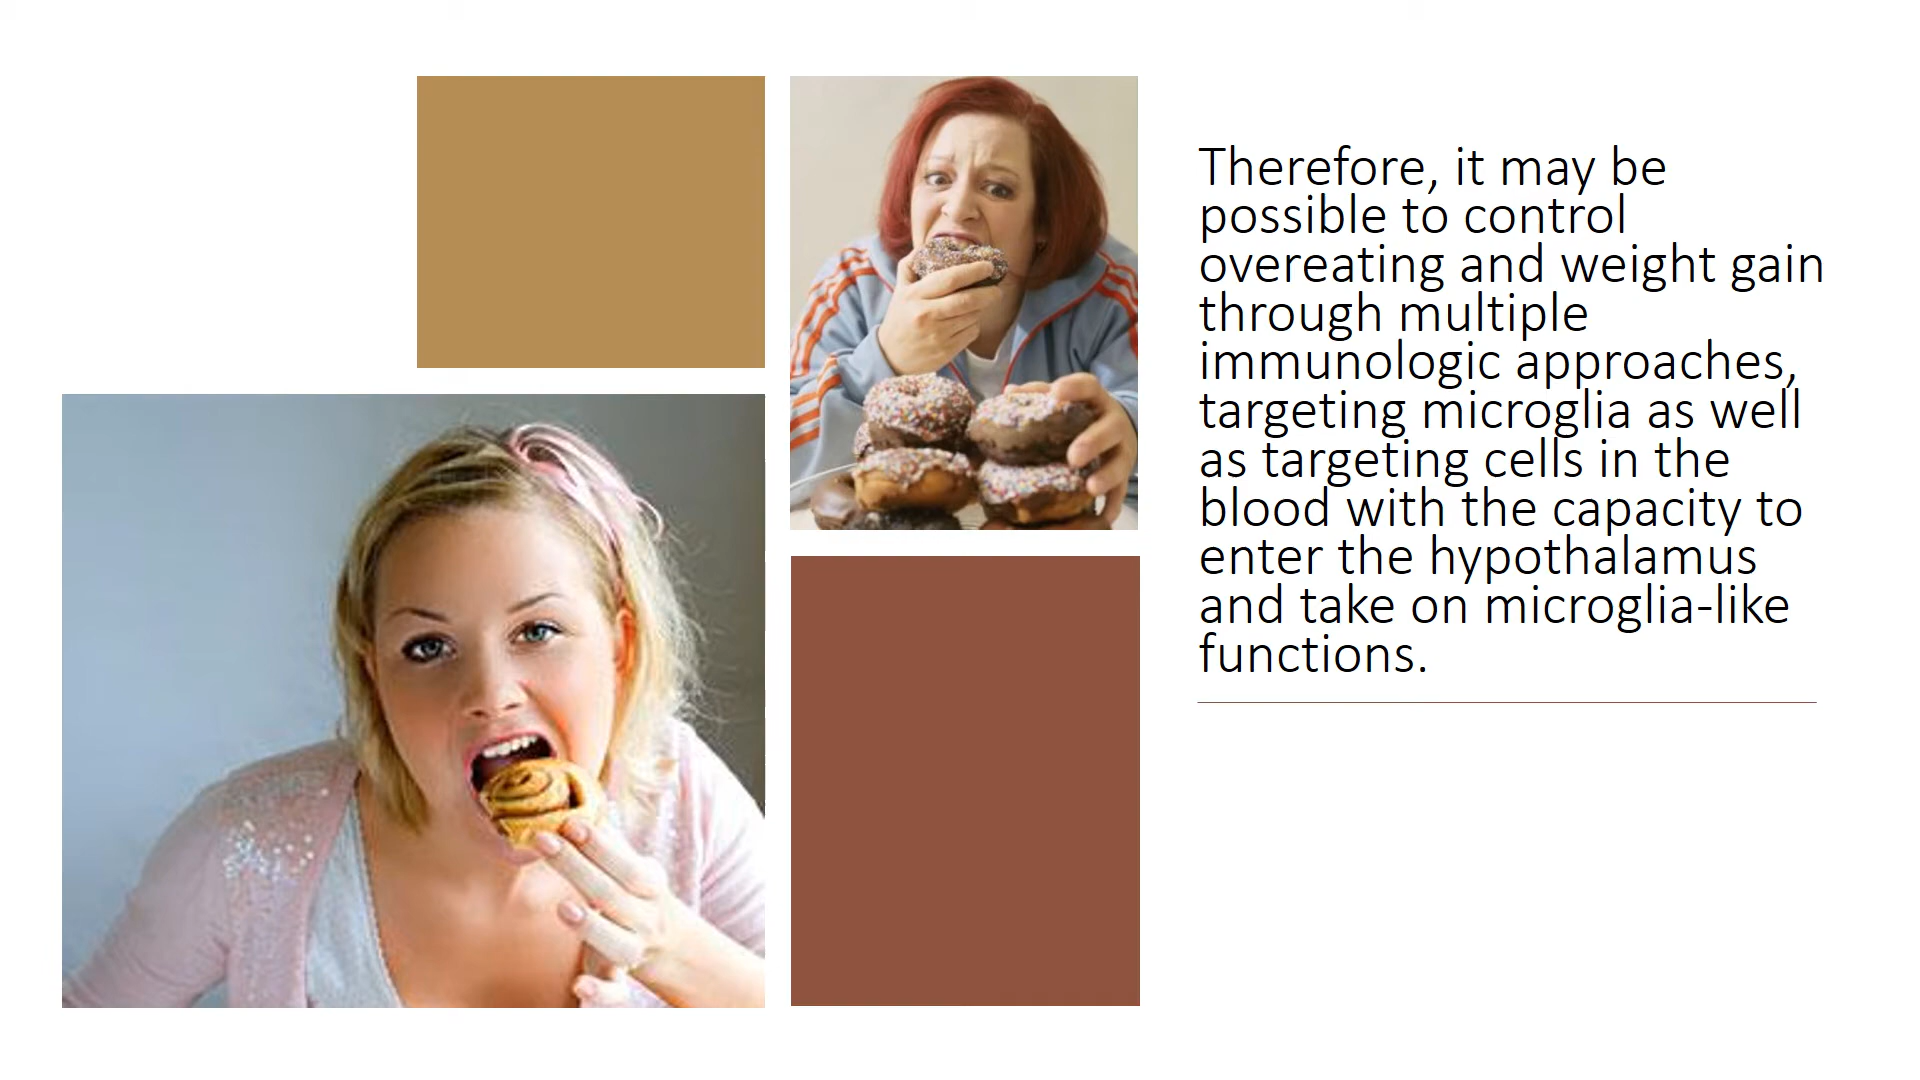 Therefore, it may be
possible to control
overeating and weight gain
through multiple
immunologic approaches,
targeting microglia as well
as targeting cells in the
blood with the capacity to
enter the hypothalamus
and take on microglia-like
functions.